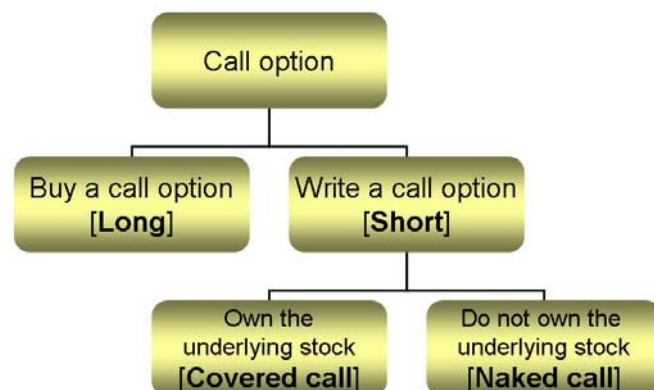 Call option
Buy a call option
[Long]
Write a call option
[Short]
Own the
underlying stock
[Covered call]
Do not own the
underlying stock
[Naked call]